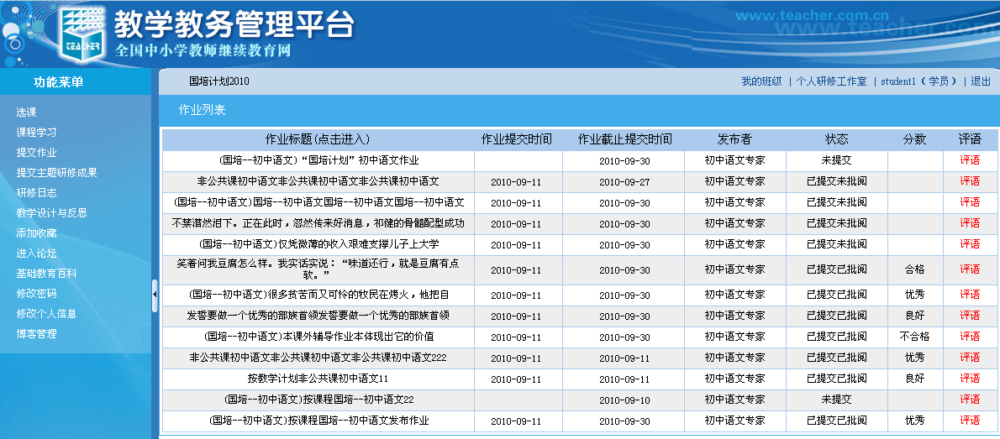 教学教务管理平台
全国中小学教师继续教育网
TEACHER
www.teacher.com.cn
www.teacher.com.cn
功能菜单
选课
课程学习
提交作业
提交主题研修成果
研修日志
教学设计与反思
添加收藏
进入论坛
基础教育百科
修改密码
修改个人信息
博客管理
国培计划2010
我的班级 | 个人研修工作室 | student1（学员） | 退出
作业列表
作业标题(点击进入) 作业提交时间 作业截止提交时间 发布者 状态 分数 评语
(国培--初中语文)“国培计划”初中语文作业 2010-09-30 初中语文专家 未提交 评语
非公共课初中语文非公共课初中语文非公共课初中语文 2010-09-11 2010-09-27 初中语文专家 已提交未批阅 评语
(国培--初中语文)国培--初中语文国培--初中语文国培--初中语文 2010-09-11 2010-09-30 初中语文专家 已提交未批阅 评语
不禁潸然泪下。正在此时，忽然传来好消息，祁健的骨髓配型成功 2010-09-11 2010-09-30 初中语文专家 已提交未批阅 评语
(国培--初中语文)仅凭微薄的收入艰难支撑儿子上大学 2010-09-11 2010-09-30 初中语文专家 已提交未批阅 评语
笑着问我豆腐怎么样。我实话实说：“味道还行，就是豆腐有点
软。” 2010-09-11 2010-09-30 初中语文专家 已提交已批阅 合格 评语
(国培--初中语文)很多贫苦而又可怜的牧民在烤火，他把自 2010-09-11 2010-09-30 初中语文专家 已提交已批阅 优秀 评语
发誓要做一个优秀的部族首领发誓要做一个优秀的部族首领 2010-09-11 2010-09-30 初中语文专家 已提交已批阅 良好 评语
(国培--初中语文)本课外辅导作业本体现出它的价值 2010-09-11 2010-09-30 初中语文专家 已提交已批阅 不合格 评语
非公共课初中语文非公共课初中语文非公共课初中语文222 2010-09-11 2010-09-11 初中语文专家 已提交已批阅 优秀 评语
按教学计划非公共课初中语文11 2010-09-11 2010-09-11 初中语文专家 已提交已批阅 良好 评语
(国培--初中语文)按课程国培--初中语文22 2010-09-10 初中语文专家 未提交 评语
(国培--初中语文)按课程国培--初中语文发布作业 2010-09-11 2010-09-30 初中语文专家 已提交已批阅 优秀 评语